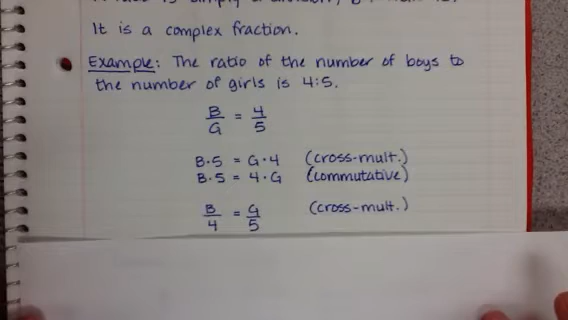 It is a complex fraction.
Example: The ratio of the number of boys to
the number of girls is 4:5.
B/G = 4/5
B·5 = G·4 (cross-mult.)
B·5 = 4·G (commutative)
B/4 = G/5 (cross-mult.)